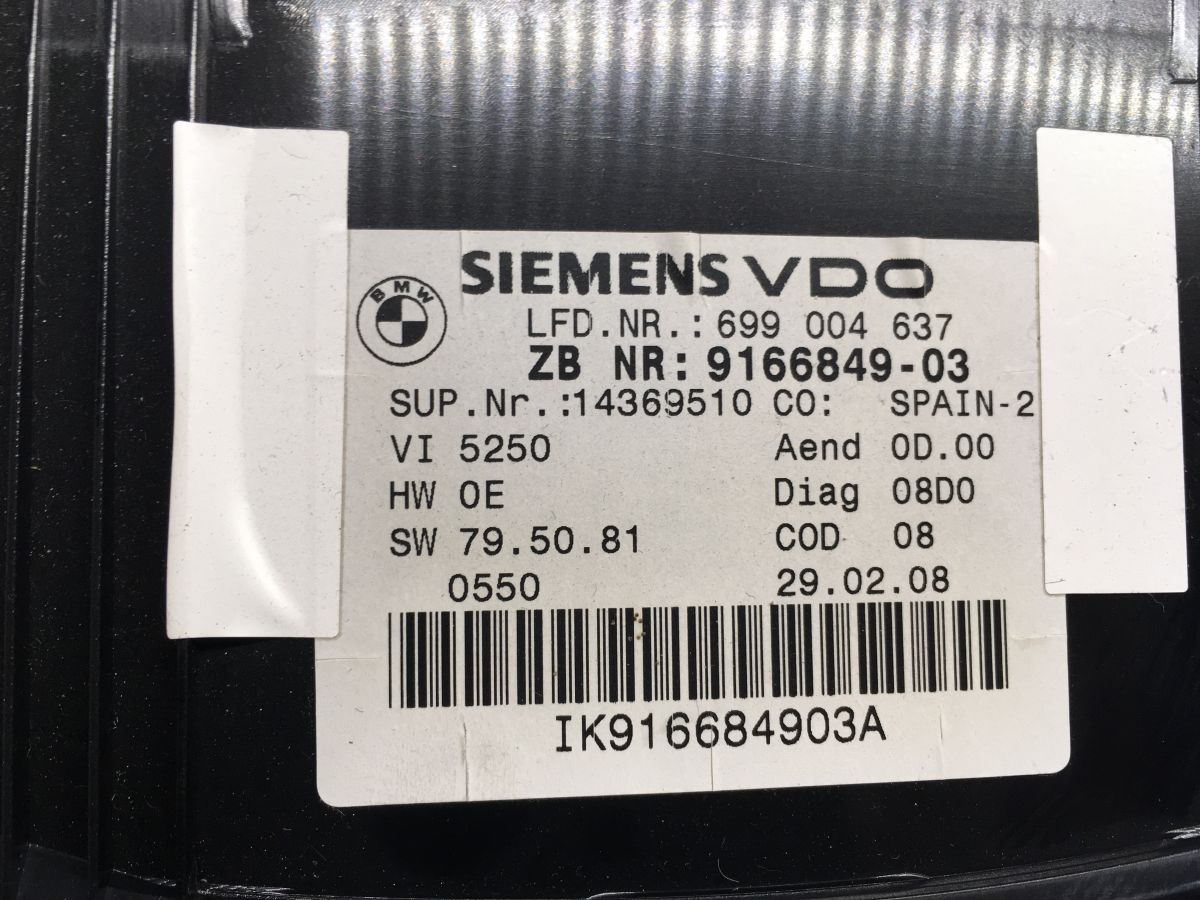 SIEMENS VDO
BMW
LFD.NR.: 699 004 637
ZB NR: 9166849-03
SUP.Nr.:14369510 CO: SPAIN-2
VI 5250 Aend 0D.00
HW 0E Diag 08D0
SW 79.50.81 COD 08
0550 29.02.08
IK916684903A